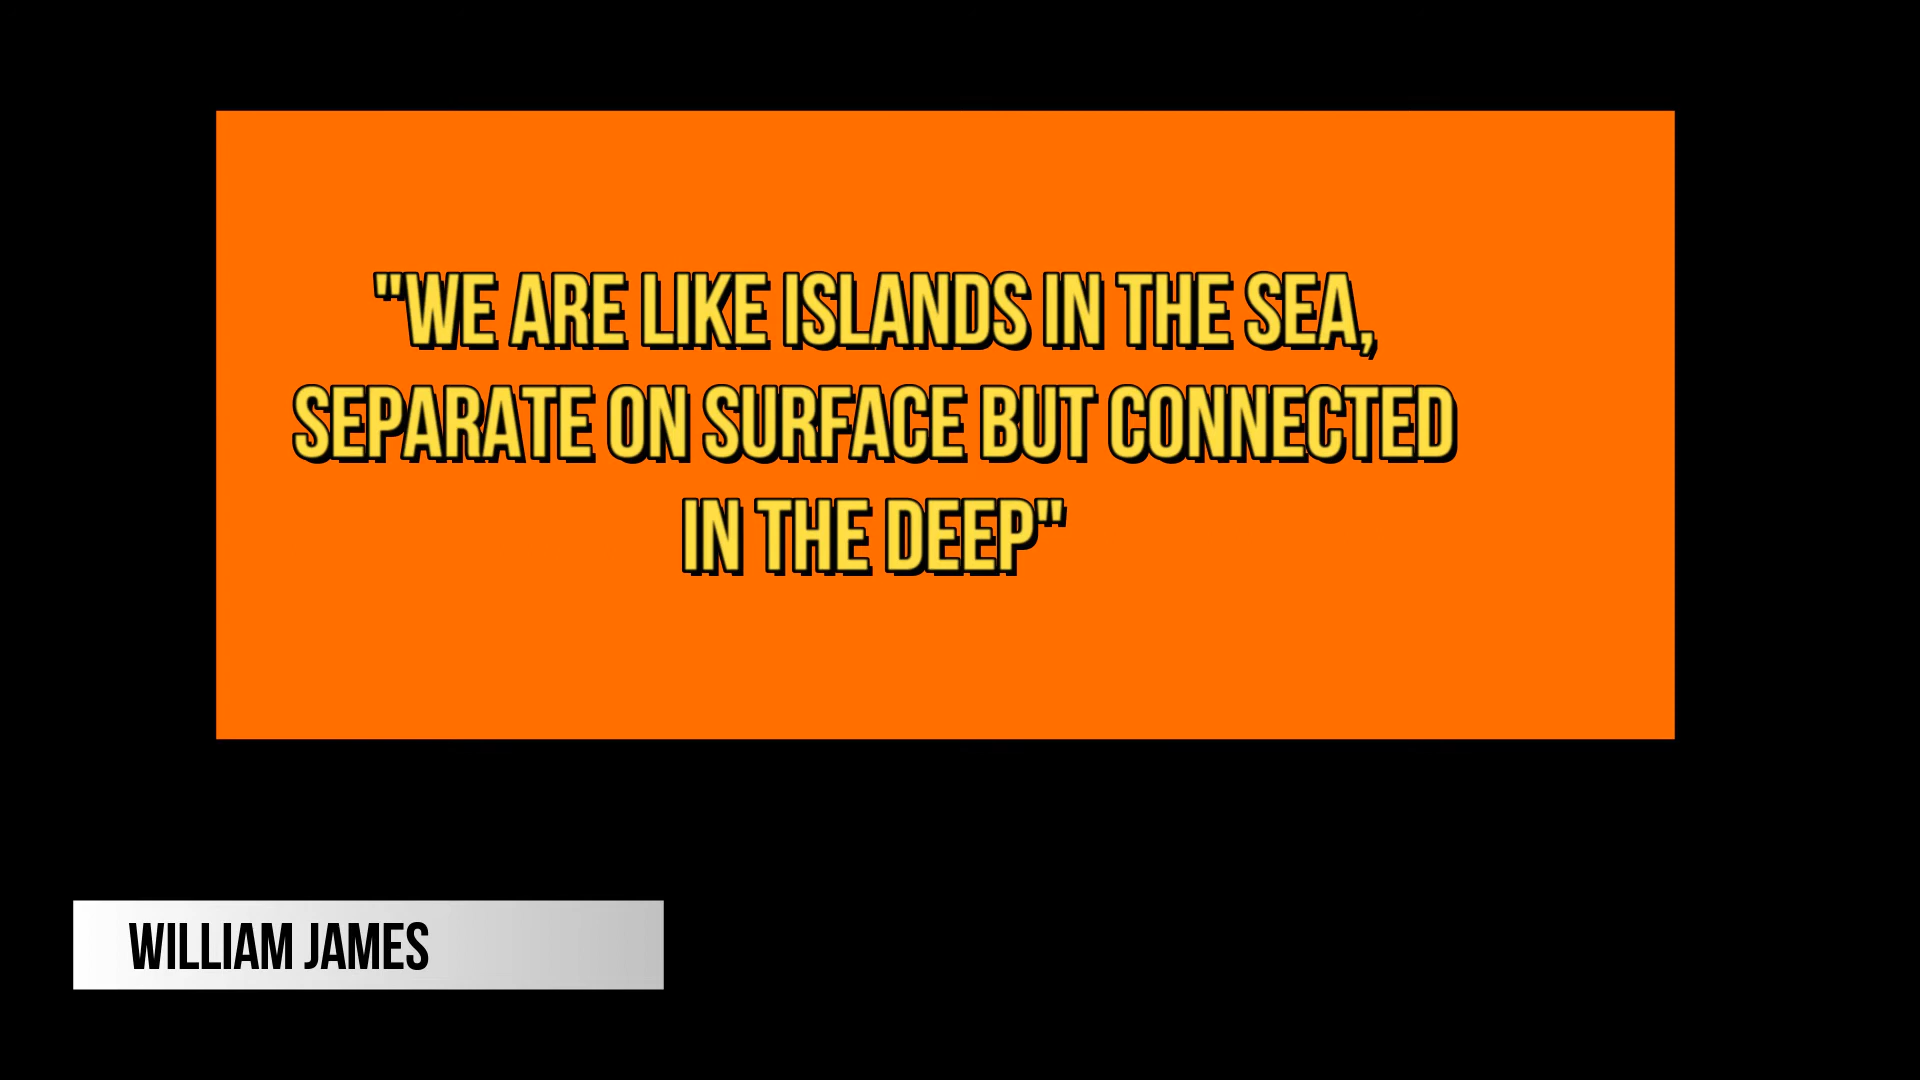 "WE ARE LIKE ISLANDS IN THE SEA,
SEPARATE ON SURFACE BUT CONNECTED
IN THE DEEP"
WILLIAM JAMES